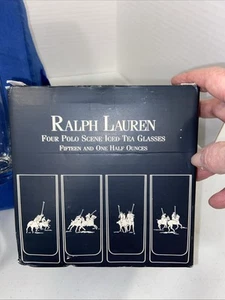 RALPH LAUREN
FOUR POLO SCENE ICED TEA GLASSES
FIFTEEN AND ONE HALF OUNCES